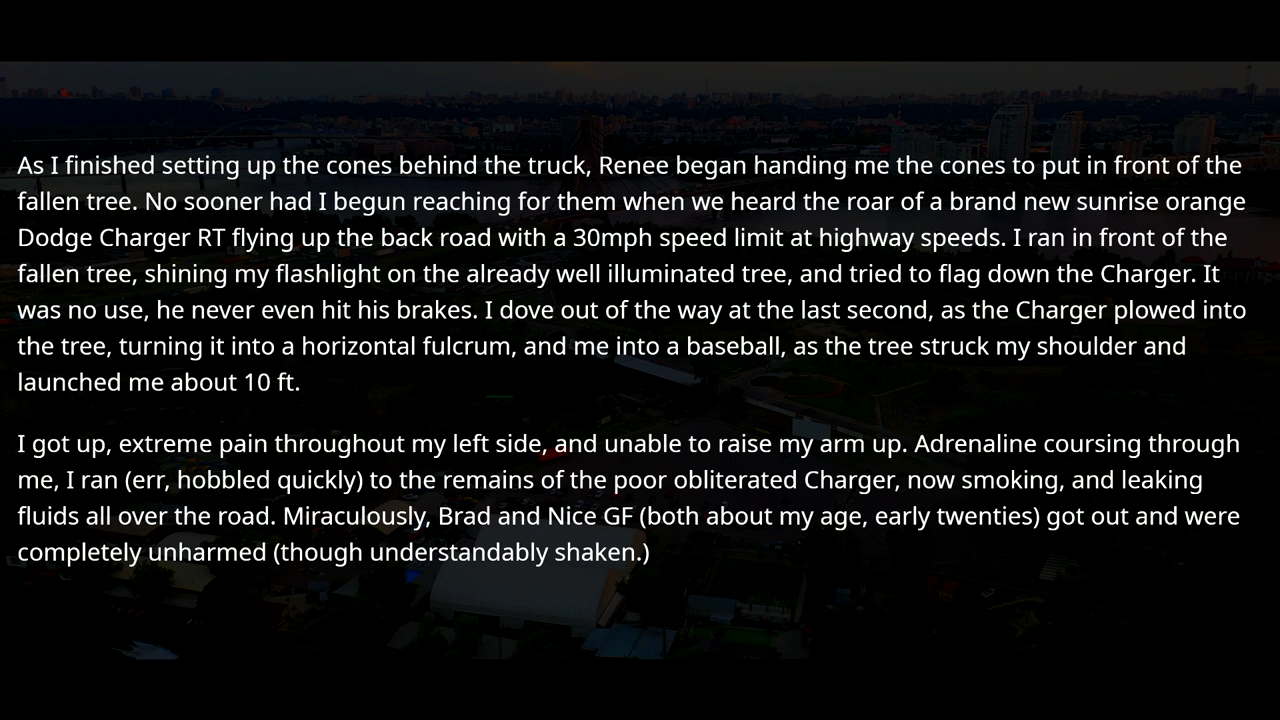 As I finished setting up the cones behind the truck, Renee began handing me the cones to put in front of the
fallen tree. No sooner had I begun reaching for them when we heard the roar of a brand new sunrise orange
Dodge Charger RT flying up the back road with a 30mph speed limit at highway speeds. I ran in front of the
fallen tree, shining my flashlight on the already well illuminated tree, and tried to flag down the Charger. It
was no use, he never even hit his brakes. I dove out of the way at the last second, as the Charger plowed into
the tree, turning it into a horizontal fulcrum, and me into a baseball, as the tree struck my shoulder and
launched me about 10 ft.
I got up, extreme pain throughout my left side, and unable to raise my arm up. Adrenaline coursing through
me, I ran (err, hobbled quickly) to the remains of the poor obliterated Charger, now smoking, and leaking
fluids all over the road. Miraculously, Brad and Nice GF (both about my age, early twenties) got out and were
completely unharmed (though understandably shaken.)